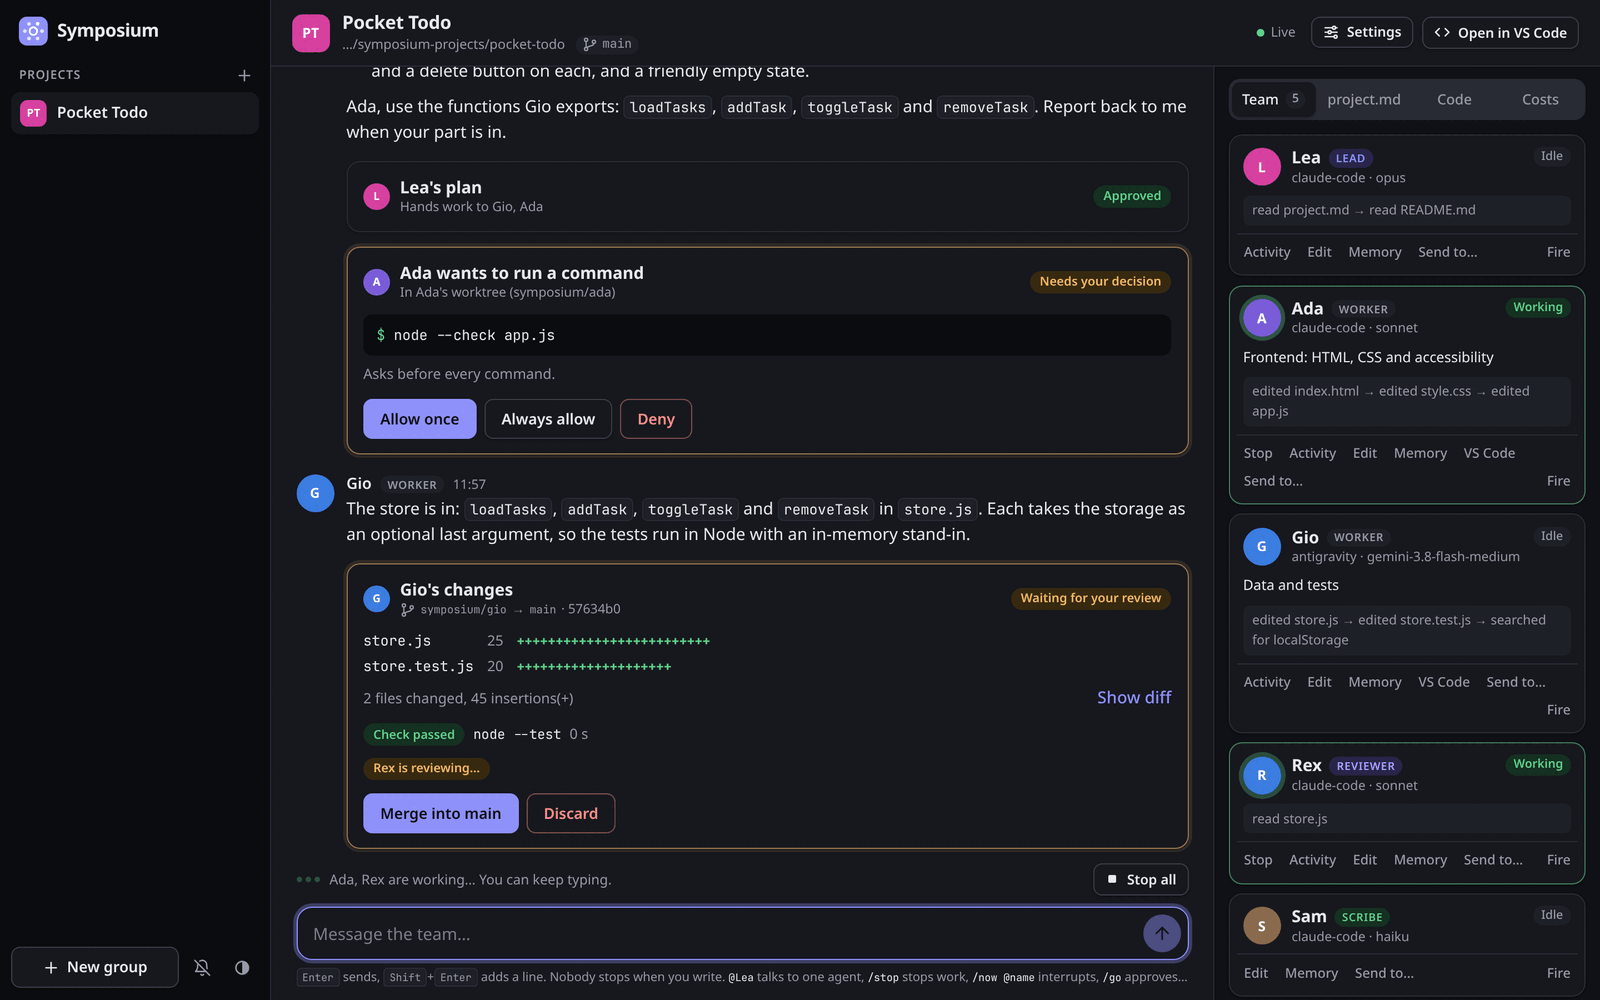 Symposium
PROJECTS
PT
Pocket Todo
New group
PT
Pocket Todo
.../symposium-projects/pocket-todo
main
Live
Settings
Open in VS Code
and a delete button on each, and a friendly empty state.
Ada, use the functions Gio exports: loadTasks, addTask, toggleTask and removeTask. Report back to me
when your part is in.
L
Lea's plan
Hands work to Gio, Ada
Approved
A
Ada wants to run a command
In Ada's worktree (symposium/ada)
Needs your decision
$ node --check app.js
Asks before every command.
Allow once
Always allow
Deny
G
Gio WORKER 11:57
The store is in: loadTasks, addTask, toggleTask and removeTask in store.js. Each takes the storage as
an optional last argument, so the tests run in Node with an in-memory stand-in.
G
Gio's changes
symposium/gio → main · 57634b0
Waiting for your review
store.js 25 +++++++++++++++++++++++++
store.test.js 20 ++++++++++++++++++++
2 files changed, 45 insertions(+)
Show diff
Check passed node --test 0 s
Rex is reviewing...
Merge into main
Discard
Ada, Rex are working... You can keep typing.
Stop all
Message the team...
Enter sends, Shift+Enter adds a line. Nobody stops when you write. @Lea talks to one agent, /stop stops work, /now @name interrupts, /go approves...
Team 5
project.md
Code
Costs
L
Lea LEAD
Idle
claude-code · opus
read project.md → read README.md
Activity Edit Memory Send to... Fire
A
Ada WORKER
Working
claude-code · sonnet
Frontend: HTML, CSS and accessibility
edited index.html → edited style.css → edited
app.js
Stop Activity Edit Memory VS Code
Send to... Fire
G
Gio WORKER
Idle
antigravity · gemini-3.8-flash-medium
Data and tests
edited store.js → edited store.test.js → searched
for localStorage
Activity Edit Memory VS Code Send to...
Fire
R
Rex REVIEWER
Working
claude-code · sonnet
read store.js
Stop Activity Edit Memory Send to... Fire
S
Sam SCRIBE
Idle
claude-code · haiku
Edit Memory Send to... Fire